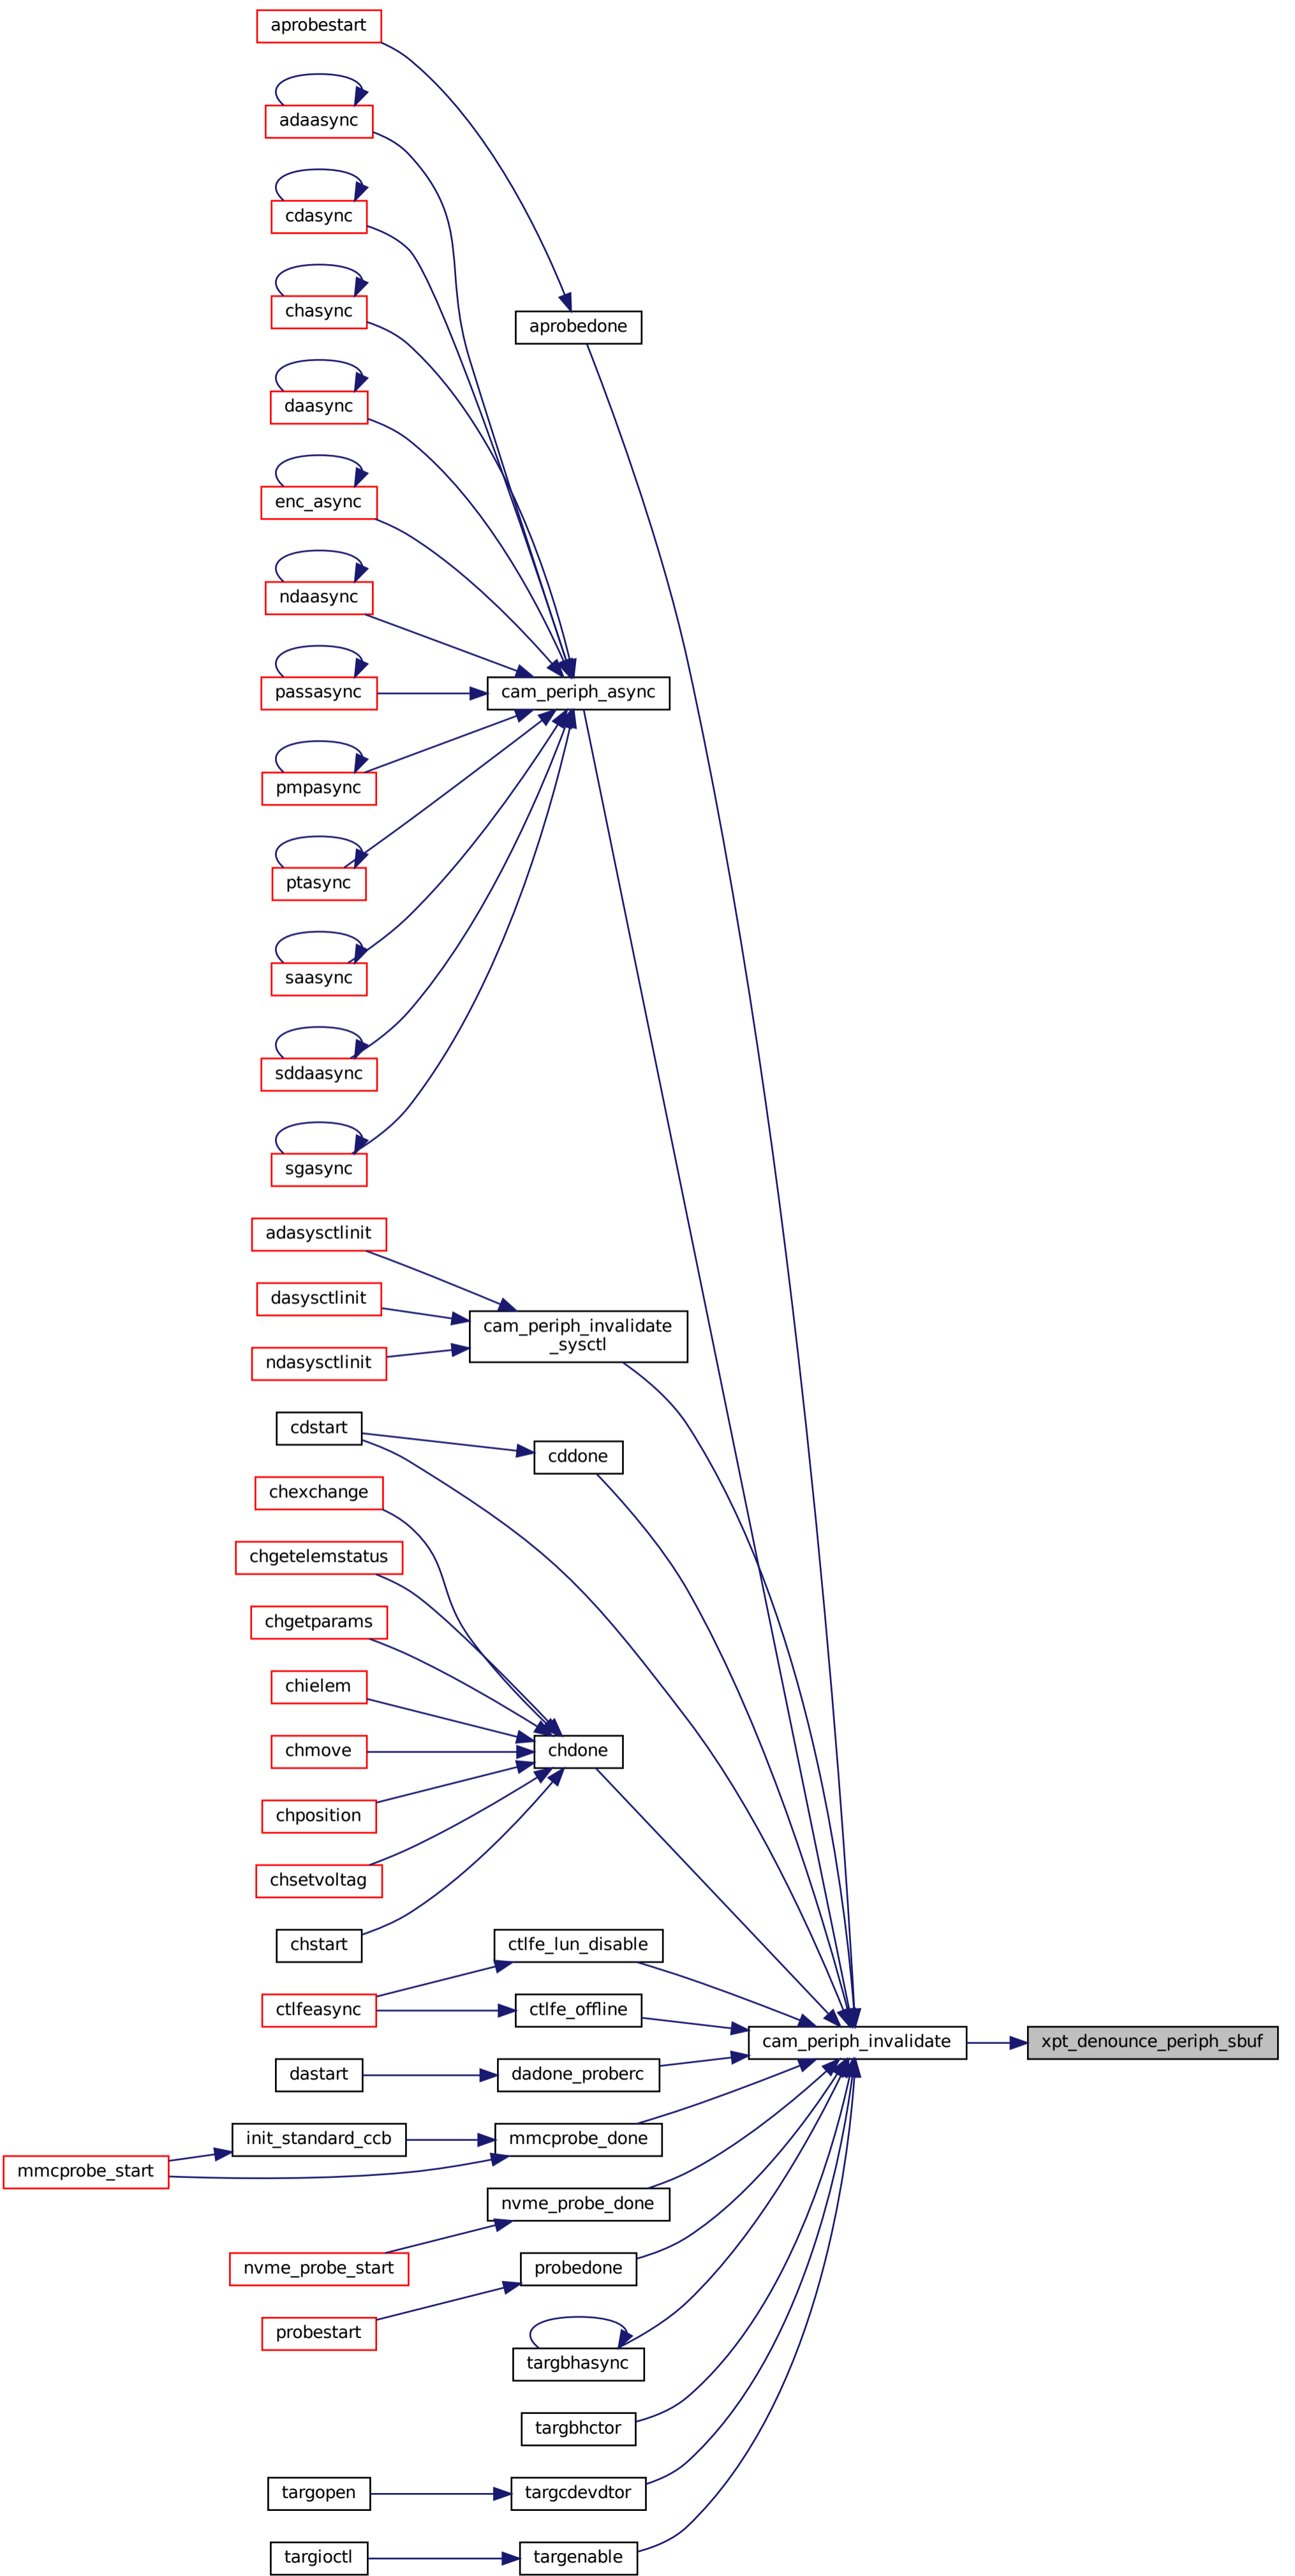 aprobestart
adaasync
cdasync
chasync
aprobedone
daasync
enc_async
ndaasync
passasync
cam_periph_async
pmpasync
ptasync
saasync
sddaasync
sgasync
adasysctlinit
dasysctlinit
cam_periph_invalidate
_sysctl
ndasysctlinit
cdstart
cddone
chexchange
chgetelemstatus
chgetparams
chielem
chmove
chdone
chposition
chsetvoltag
chstart
ctlfe_lun_disable
ctlfeasync
ctlfe_offline
cam_periph_invalidate
xpt_denounce_periph_sbuf
dastart
dadone_proberc
init_standard_ccb
mmcprobe_done
mmcprobe_start
nvme_probe_done
nvme_probe_start
probedone
probestart
targbhasync
targbhctor
targopen
targcdevdtor
targioctl
targenable